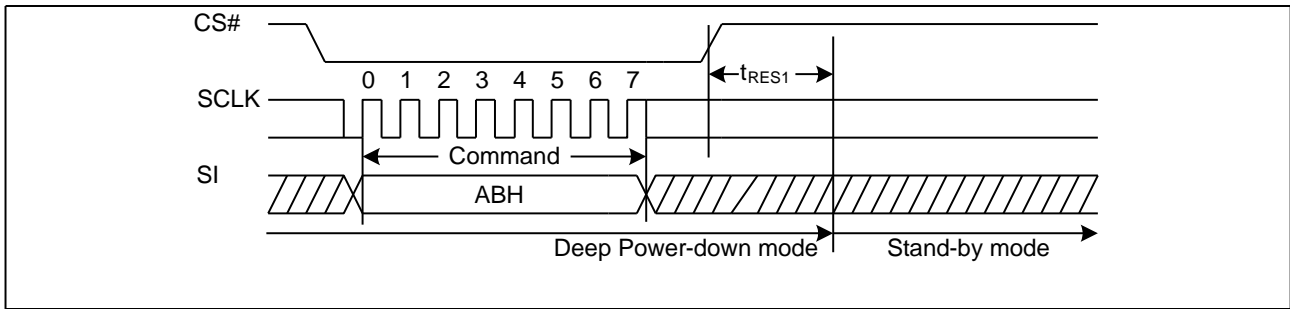 CS#
tRES1
0 1 2 3 4 5 6 7
SCLK
Command
SI
ABH
Deep Power-down mode Stand-by mode